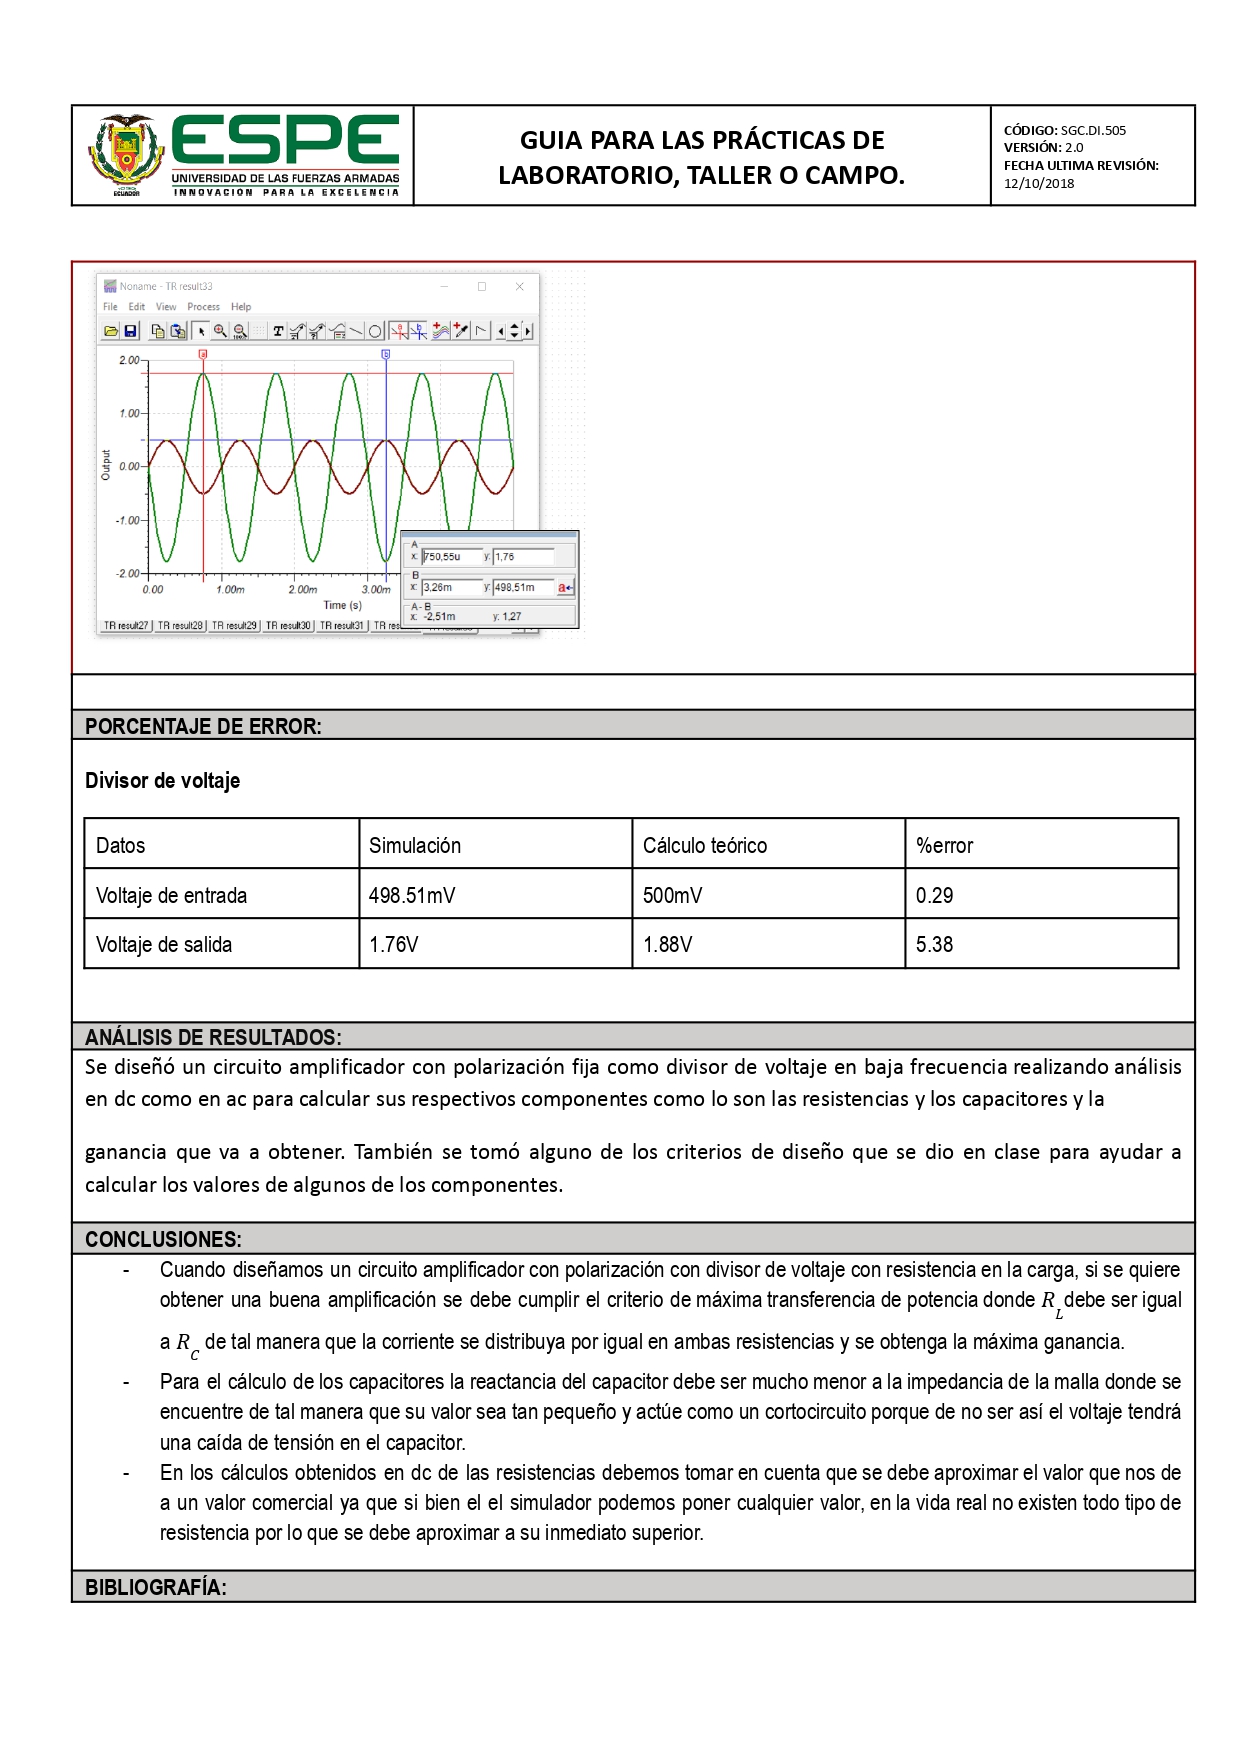 ESPE
UNIVERSIDAD DE LAS FUERZAS ARMADAS
INNOVACIÓN PARA LA EXCELENCIA
ECUADOR
GUIA PARA LAS PRÁCTICAS DE
LABORATORIO, TALLER O CAMPO.
CÓDIGO: SGC.DI.505
VERSIÓN: 2.0
FECHA ULTIMA REVISIÓN:
12/10/2018
Noname - TR result33
File Edit View Process Help
a b
2.00
1.00
0.00
-1.00
-2.00
Output
0.00 1.00m 2.00m 3.00m
Time (s)
A
x: 750,55u y: 1,76
B
x: 3,26m y: 498,51m a
A - B
x: -2,51m y: 1,27
TR result27 TR result28 TR result29 TR result30 TR result31 TR res
PORCENTAJE DE ERROR:
Divisor de voltaje
Datos Simulación Cálculo teórico %error
Voltaje de entrada 498.51mV 500mV 0.29
Voltaje de salida 1.76V 1.88V 5.38
ANÁLISIS DE RESULTADOS:
Se diseñó un circuito amplificador con polarización fija como divisor de voltaje en baja frecuencia realizando análisis
en dc como en ac para calcular sus respectivos componentes como lo son las resistencias y los capacitores y la
ganancia que va a obtener. También se tomó alguno de los criterios de diseño que se dio en clase para ayudar a
calcular los valores de algunos de los componentes.
CONCLUSIONES:
- Cuando diseñamos un circuito amplificador con polarización con divisor de voltaje con resistencia en la carga, si se quiere
obtener una buena amplificación se debe cumplir el criterio de máxima transferencia de potencia donde R_L debe ser igual
a R_C de tal manera que la corriente se distribuya por igual en ambas resistencias y se obtenga la máxima ganancia.
- Para el cálculo de los capacitores la reactancia del capacitor debe ser mucho menor a la impedancia de la malla donde se
encuentre de tal manera que su valor sea tan pequeño y actúe como un cortocircuito porque de no ser así el voltaje tendrá
una caída de tensión en el capacitor.
- En los cálculos obtenidos en dc de las resistencias debemos tomar en cuenta que se debe aproximar el valor que nos de
a un valor comercial ya que si bien el el simulador podemos poner cualquier valor, en la vida real no existen todo tipo de
resistencia por lo que se debe aproximar a su inmediato superior.
BIBLIOGRAFÍA: